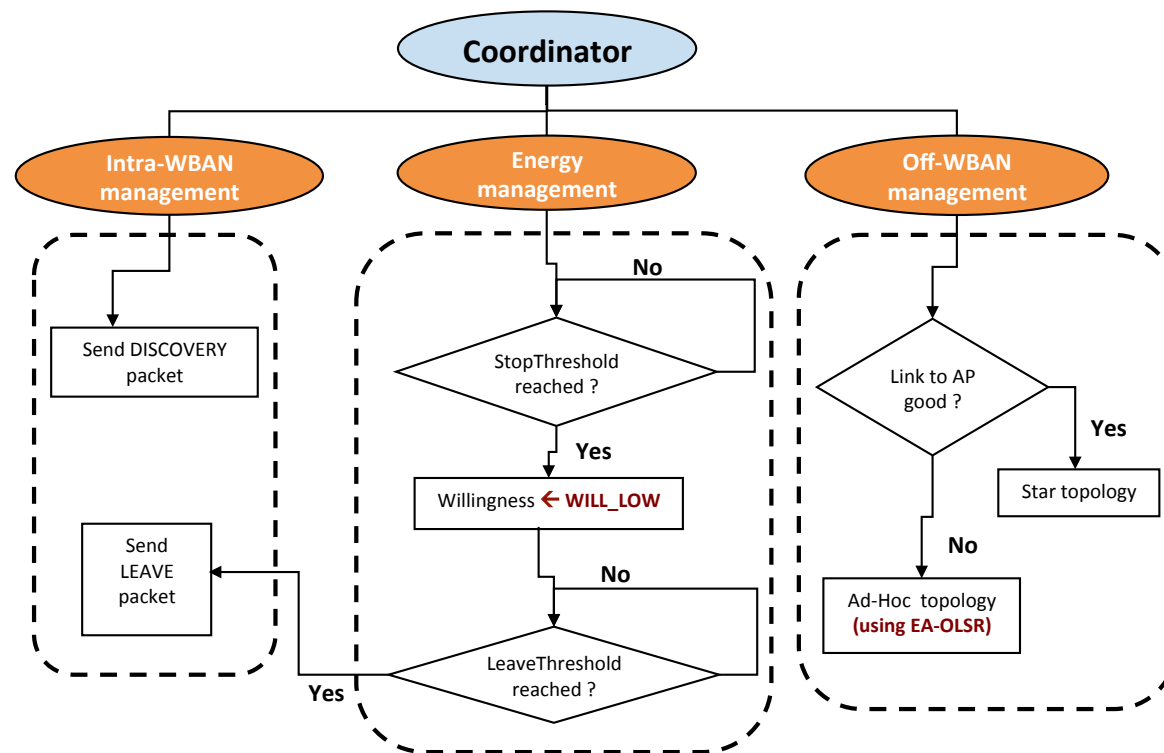 Coordinator
Intra-WBAN
management
Energy
management
Off-WBAN
management
Send DISCOVERY
packet
Send
LEAVE
packet
No
StopThreshold
reached ?
Yes
Willingness ← WILL_LOW
No
LeaveThreshold
reached ?
Yes
Link to AP
good ?
Yes
Star topology
No
Ad-Hoc topology
(using EA-OLSR)